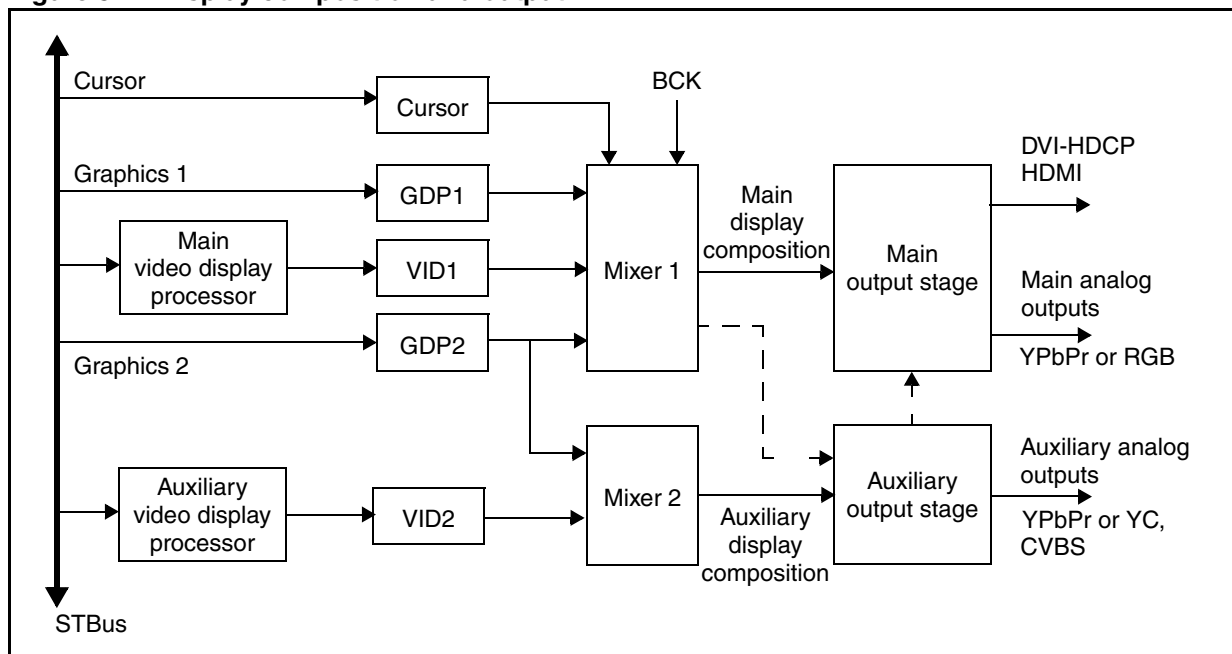 Cursor
Cursor
BCK
Graphics 1
GDP1
Main
video display
processor
VID1
Mixer 1
Main
display
composition
Main
output stage
DVI-HDCP
HDMI
Main analog
outputs
YPbPr or RGB
Graphics 2
GDP2
Auxiliary
video display
processor
VID2
Mixer 2
Auxiliary
display
composition
Auxiliary
output stage
Auxiliary analog
outputs
YPbPr or YC,
CVBS
STBus